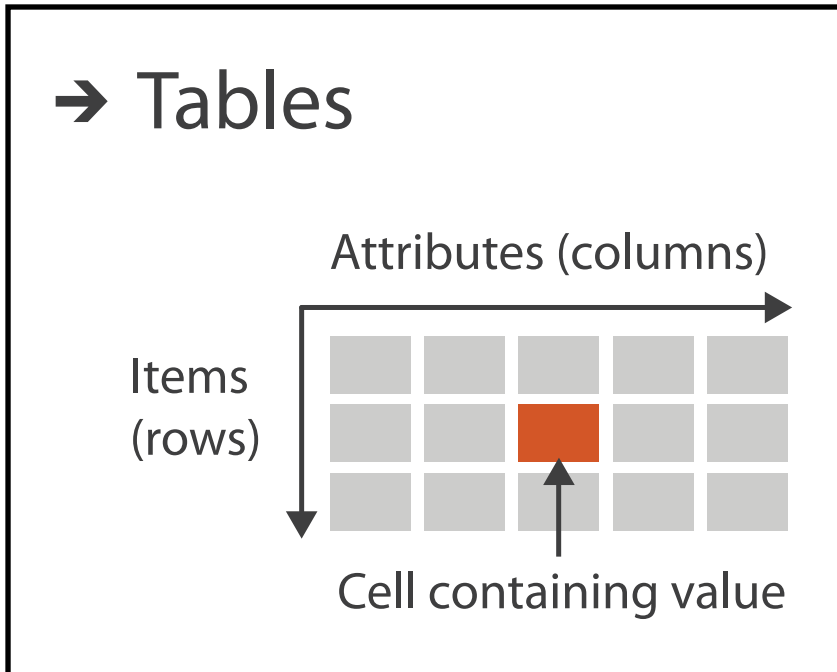 ➔ Tables
Attributes (columns)
Items
(rows)
Cell containing value